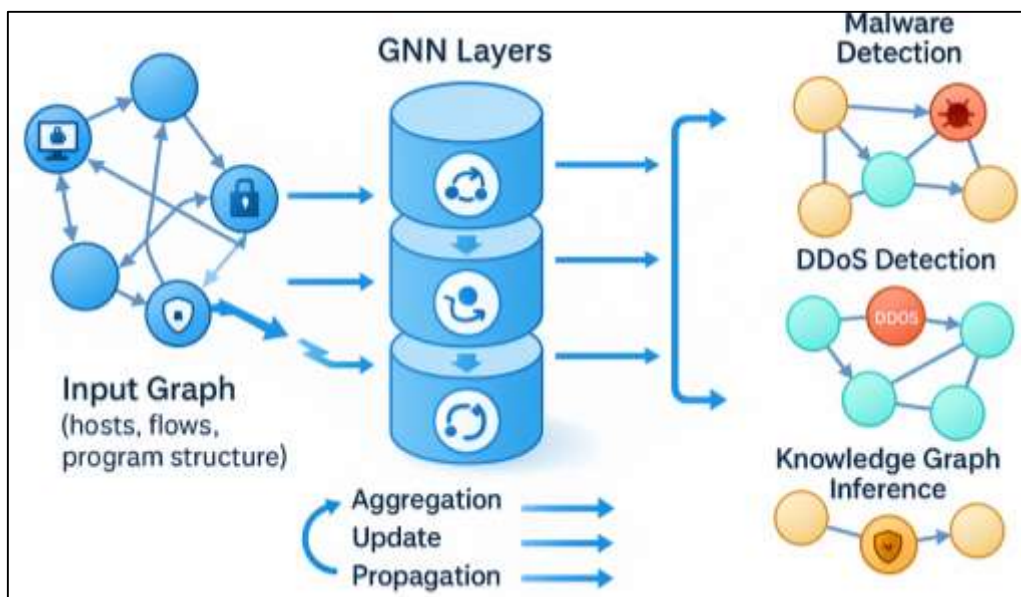 GNN Layers
Input Graph
(hosts, flows,
program structure)
Aggregation
Update
Propagation
Malware
Detection
DDoS Detection
DDOS
Knowledge Graph
Inference